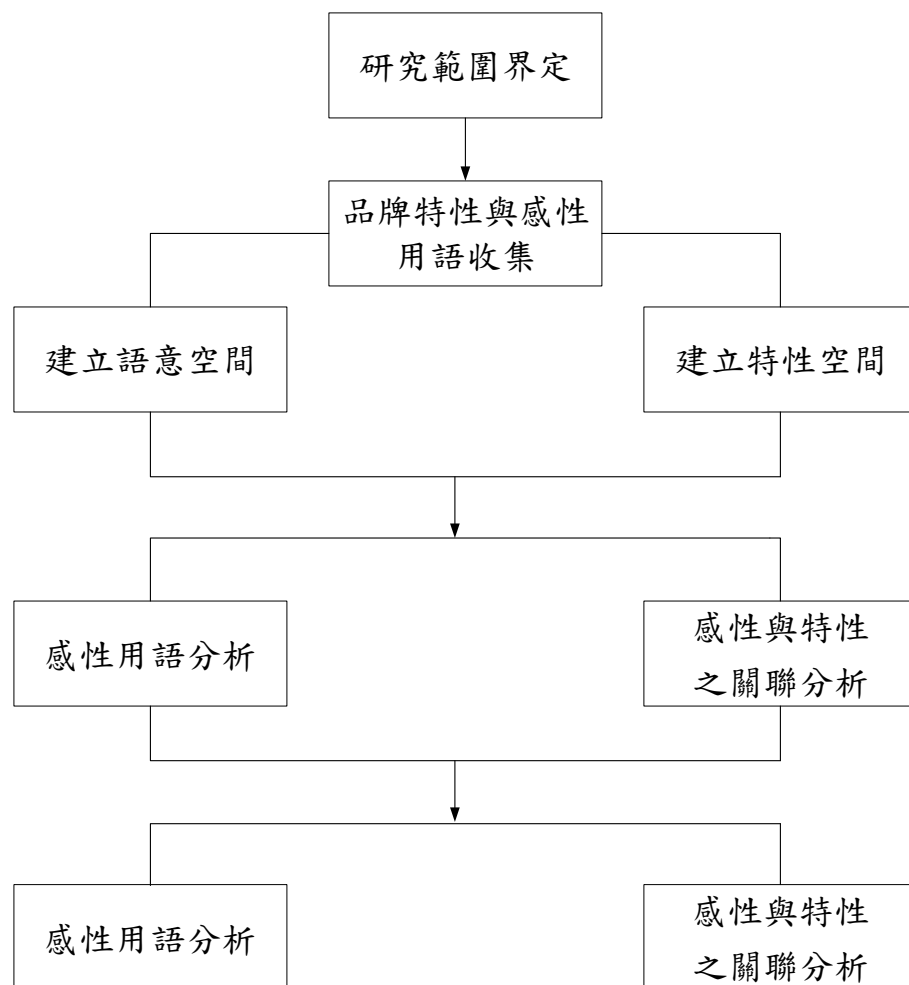 研究範圍界定
品牌特性與感性
用語收集
建立語意空間
建立特性空間
感性用語分析
感性與特性
之關聯分析
感性用語分析
感性與特性
之關聯分析